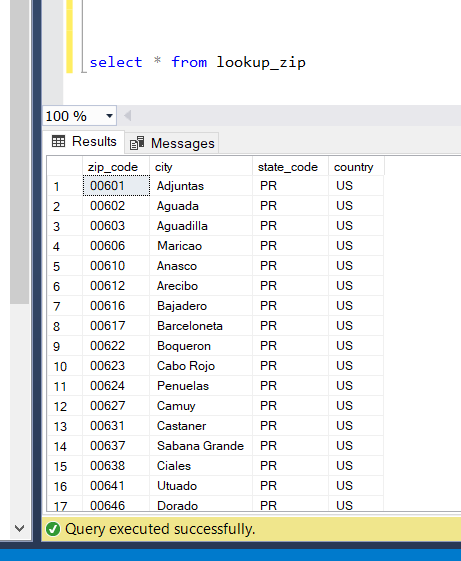 select * from lookup_zip
100 %
Results Messages
zip_code city state_code country
1 00601 Adjuntas PR US
2 00602 Aguada PR US
3 00603 Aguadilla PR US
4 00606 Maricao PR US
5 00610 Anasco PR US
6 00612 Arecibo PR US
7 00616 Bajadero PR US
8 00617 Barceloneta PR US
9 00622 Boqueron PR US
10 00623 Cabo Rojo PR US
11 00624 Penuelas PR US
12 00627 Camuy PR US
13 00631 Castaner PR US
14 00637 Sabana Grande PR US
15 00638 Ciales PR US
16 00641 Utuado PR US
17 00646 Dorado PR US
Query executed successfully.